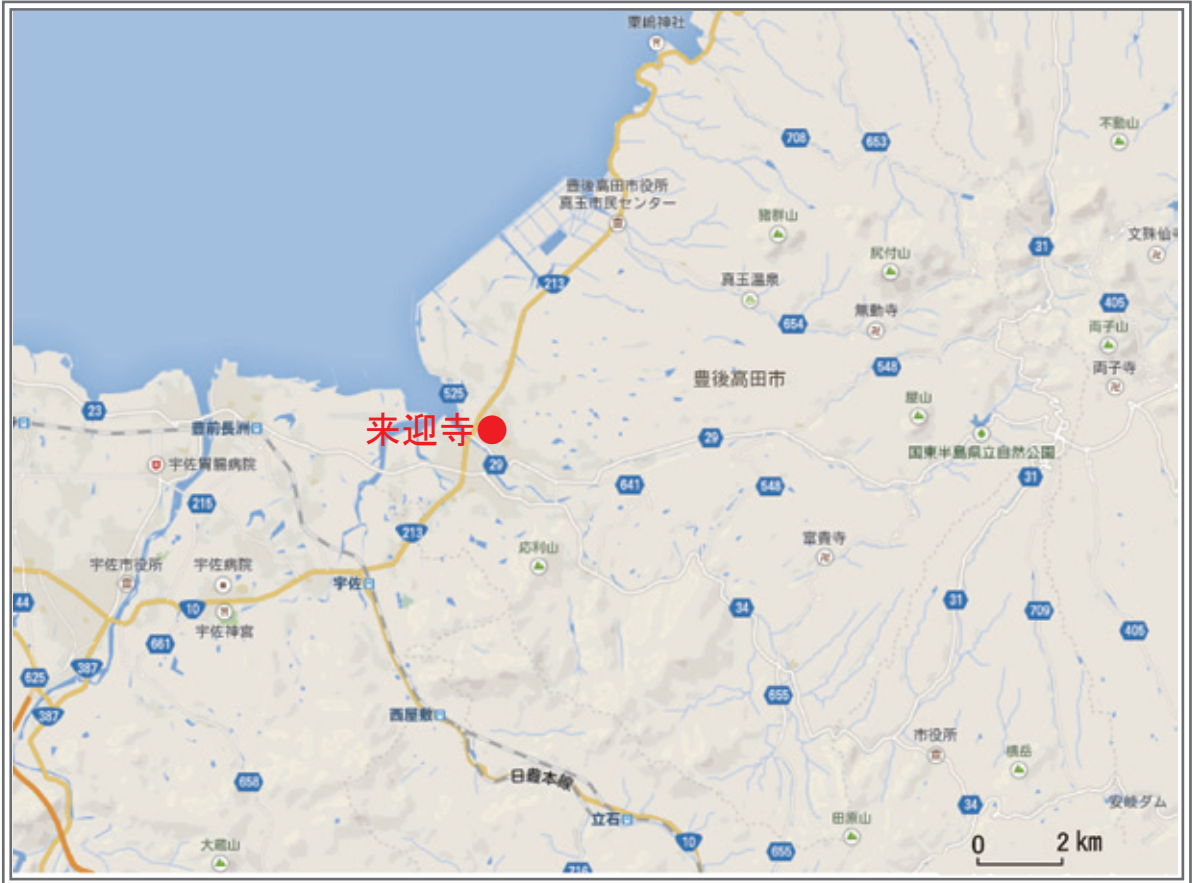 粟嶋神社
708
653
不動山
豊後高田市役所
真玉市民センター
猪群山
31
文殊仙寺
尻付山
213
真玉温泉
405
654
無動寺
両子山
548
両子寺
豊後高田市
525
屋山
23
豊前長洲
来迎寺
29
国東半島県立自然公園
宇佐胃腸病院
29
641
548
31
215
213
富貴寺
応利山
宇佐市役所
宇佐病院
宇佐
44
10
宇佐神宮
34
31
709
405
661
387
625
655
387
西屋敷
市役所
横岳
日豊本線
658
34
安岐ダム
立石
田原山
10
大蔵山
655
716
0
2 km